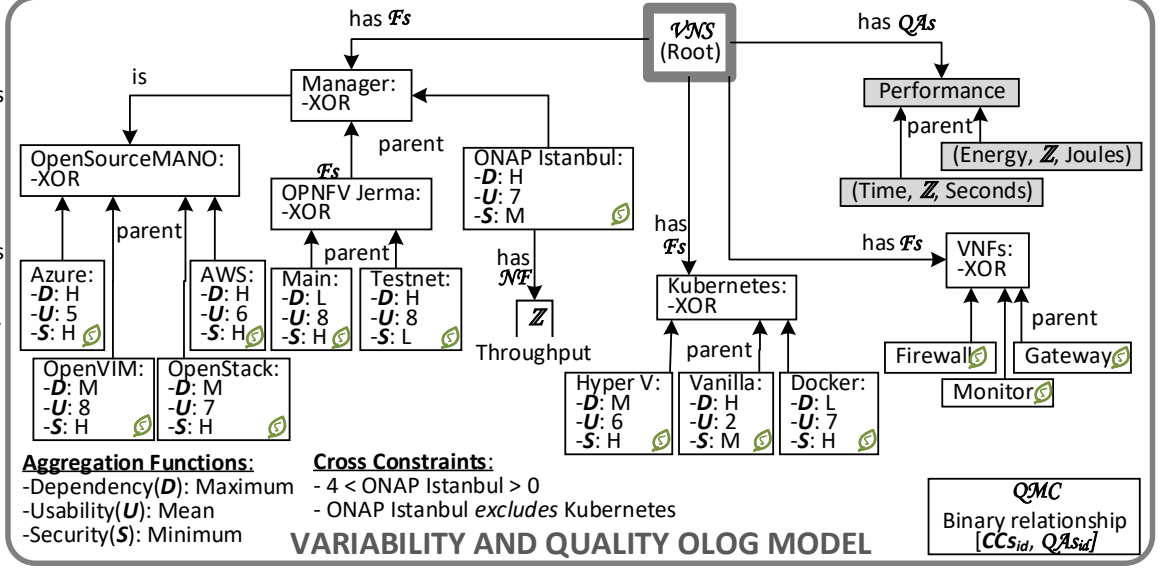 has Fs
VNS
(Root)
has QAs
is
Manager:
-XOR
parent
Performance
parent
(Energy, ℤ, Joules)
(Time, ℤ, Seconds)
OpenSourceMANO:
-XOR
parent
Fs
OPNFV Jerma:
-XOR
parent
ONAP Istanbul:
-D: H
-U: 7
-S: M
has
NF
ℤ
Throughput
Azure:
-D: H
-U: 5
-S: H
AWS:
-D: H
-U: 6
-S: H
Main:
-D: L
-U: 8
-S: H
Testnet:
-D: H
-U: 8
-S: L
OpenVIM:
-D: M
-U: 8
-S: H
OpenStack:
-D: M
-U: 7
-S: H
has
Fs
Kubernetes:
-XOR
parent
Hyper V:
-D: M
-U: 6
-S: H
Vanilla:
-D: H
-U: 2
-S: M
Docker:
-D: L
-U: 7
-S: H
has Fs
VNFs:
-XOR
parent
Firewall
Gateway
Monitor
Aggregation Functions:
-Dependency(D): Maximum
-Usability(U): Mean
-Security(S): Minimum
Cross Constraints:
- 4 < ONAP Istanbul > 0
- ONAP Istanbul excludes Kubernetes
VARIABILITY AND QUALITY OLOG MODEL
QMC
Binary relationship
[CCs_id, QAs_id]